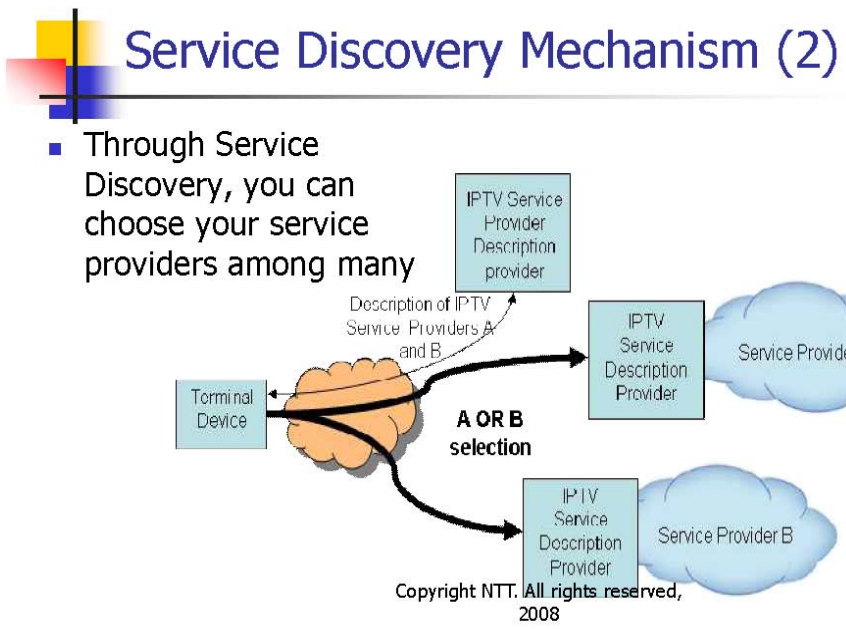 Service Discovery Mechanism (2)
Through Service
Discovery, you can
choose your service
providers among many
IPTV Service
Provider
Description
provider
Description of IPTV
Service Providers A
and B
IPTV
Service
Description
Provider
Service Provide
Terminal
Device
A OR B
selection
IPTV
Service
Description
Provider
Service Provider B
Copyright NTT. All rights reserved,
2008